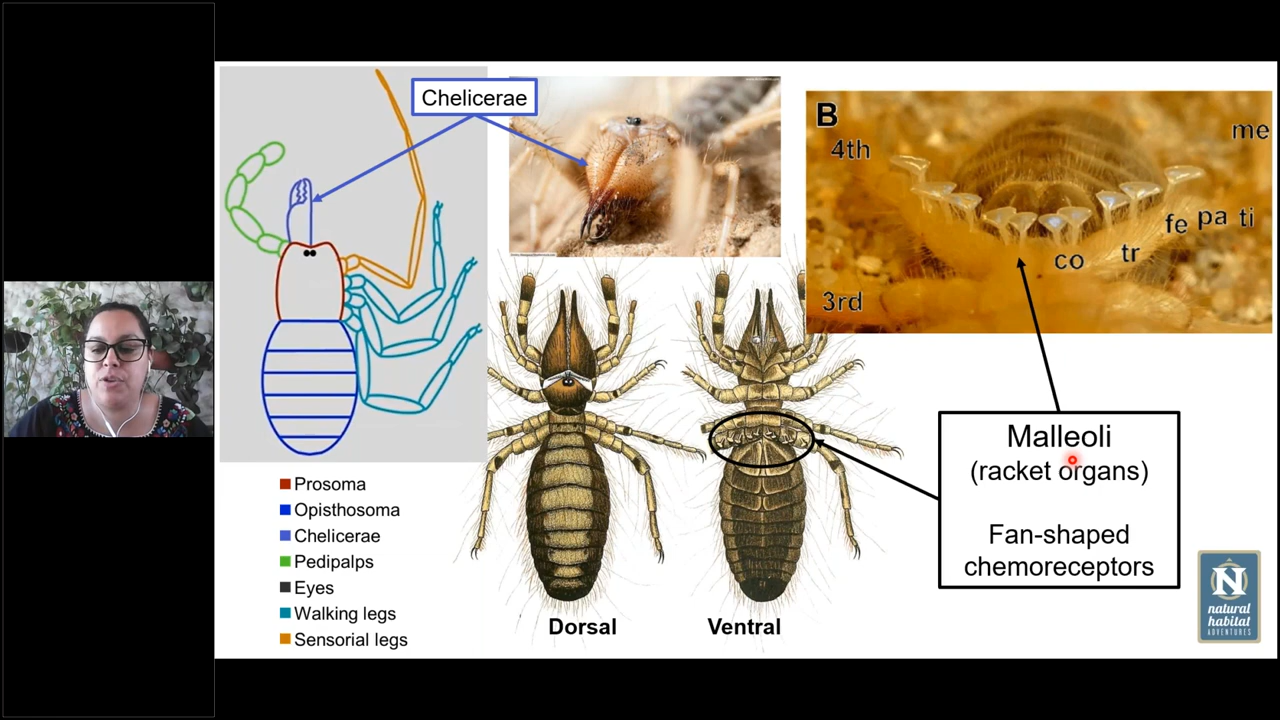 Chelicerae
B
4th
me
fe pa ti
co tr
3rd
Malleoli
(racket organs)
Fan-shaped
chemoreceptors
Prosoma
Opisthosoma
Chelicerae
Pedipalps
Eyes
Walking legs
Sensorial legs
Dorsal
Ventral
N
natural
habitat
ADVENTURES